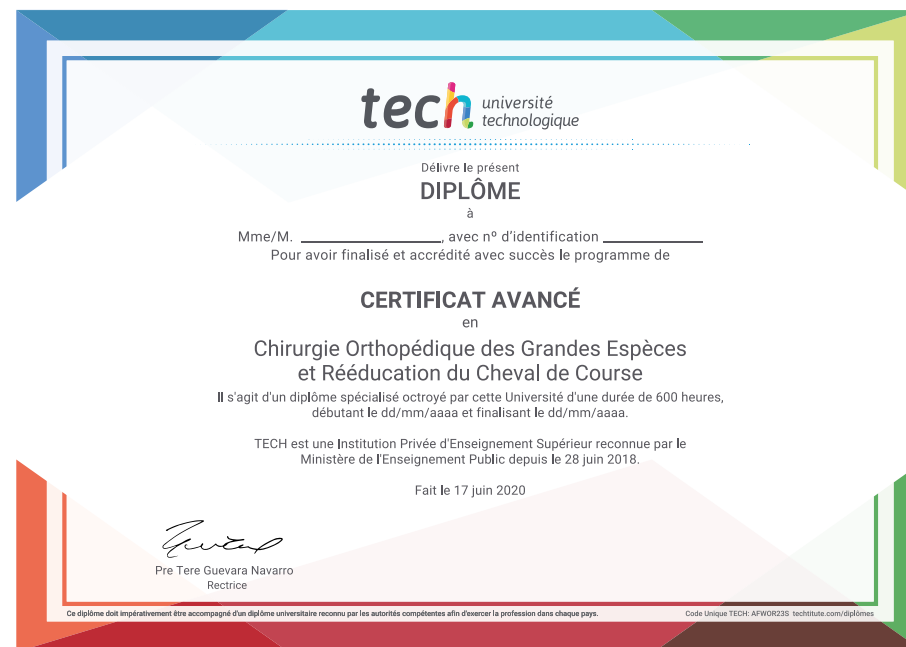 tech université
technologique
Délivre le présent
DIPLÔME
à
Mme/M. ____________________, avec nº d'identification ______________
Pour avoir finalisé et accrédité avec succès le programme de
CERTIFICAT AVANCÉ
en
Chirurgie Orthopédique des Grandes Espèces
et Rééducation du Cheval de Course
Il s'agit d'un diplôme spécialisé octroyé par cette Université d'une durée de 600 heures,
débutant le dd/mm/aaaa et finalisant le dd/mm/aaaa.
TECH est une Institution Privée d'Enseignement Supérieur reconnue par le
Ministère de l'Enseignement Public depuis le 28 juin 2018.
Fait le 17 juin 2020
Pre Tere Guevara Navarro
Rectrice
Ce diplôme doit impérativement être accompagné d'un diplôme universitaire reconnu par les autorités compétentes afin d'exercer la profession dans chaque pays.
Code Unique TECH: AFWOR23S techtitute.com/diplômes